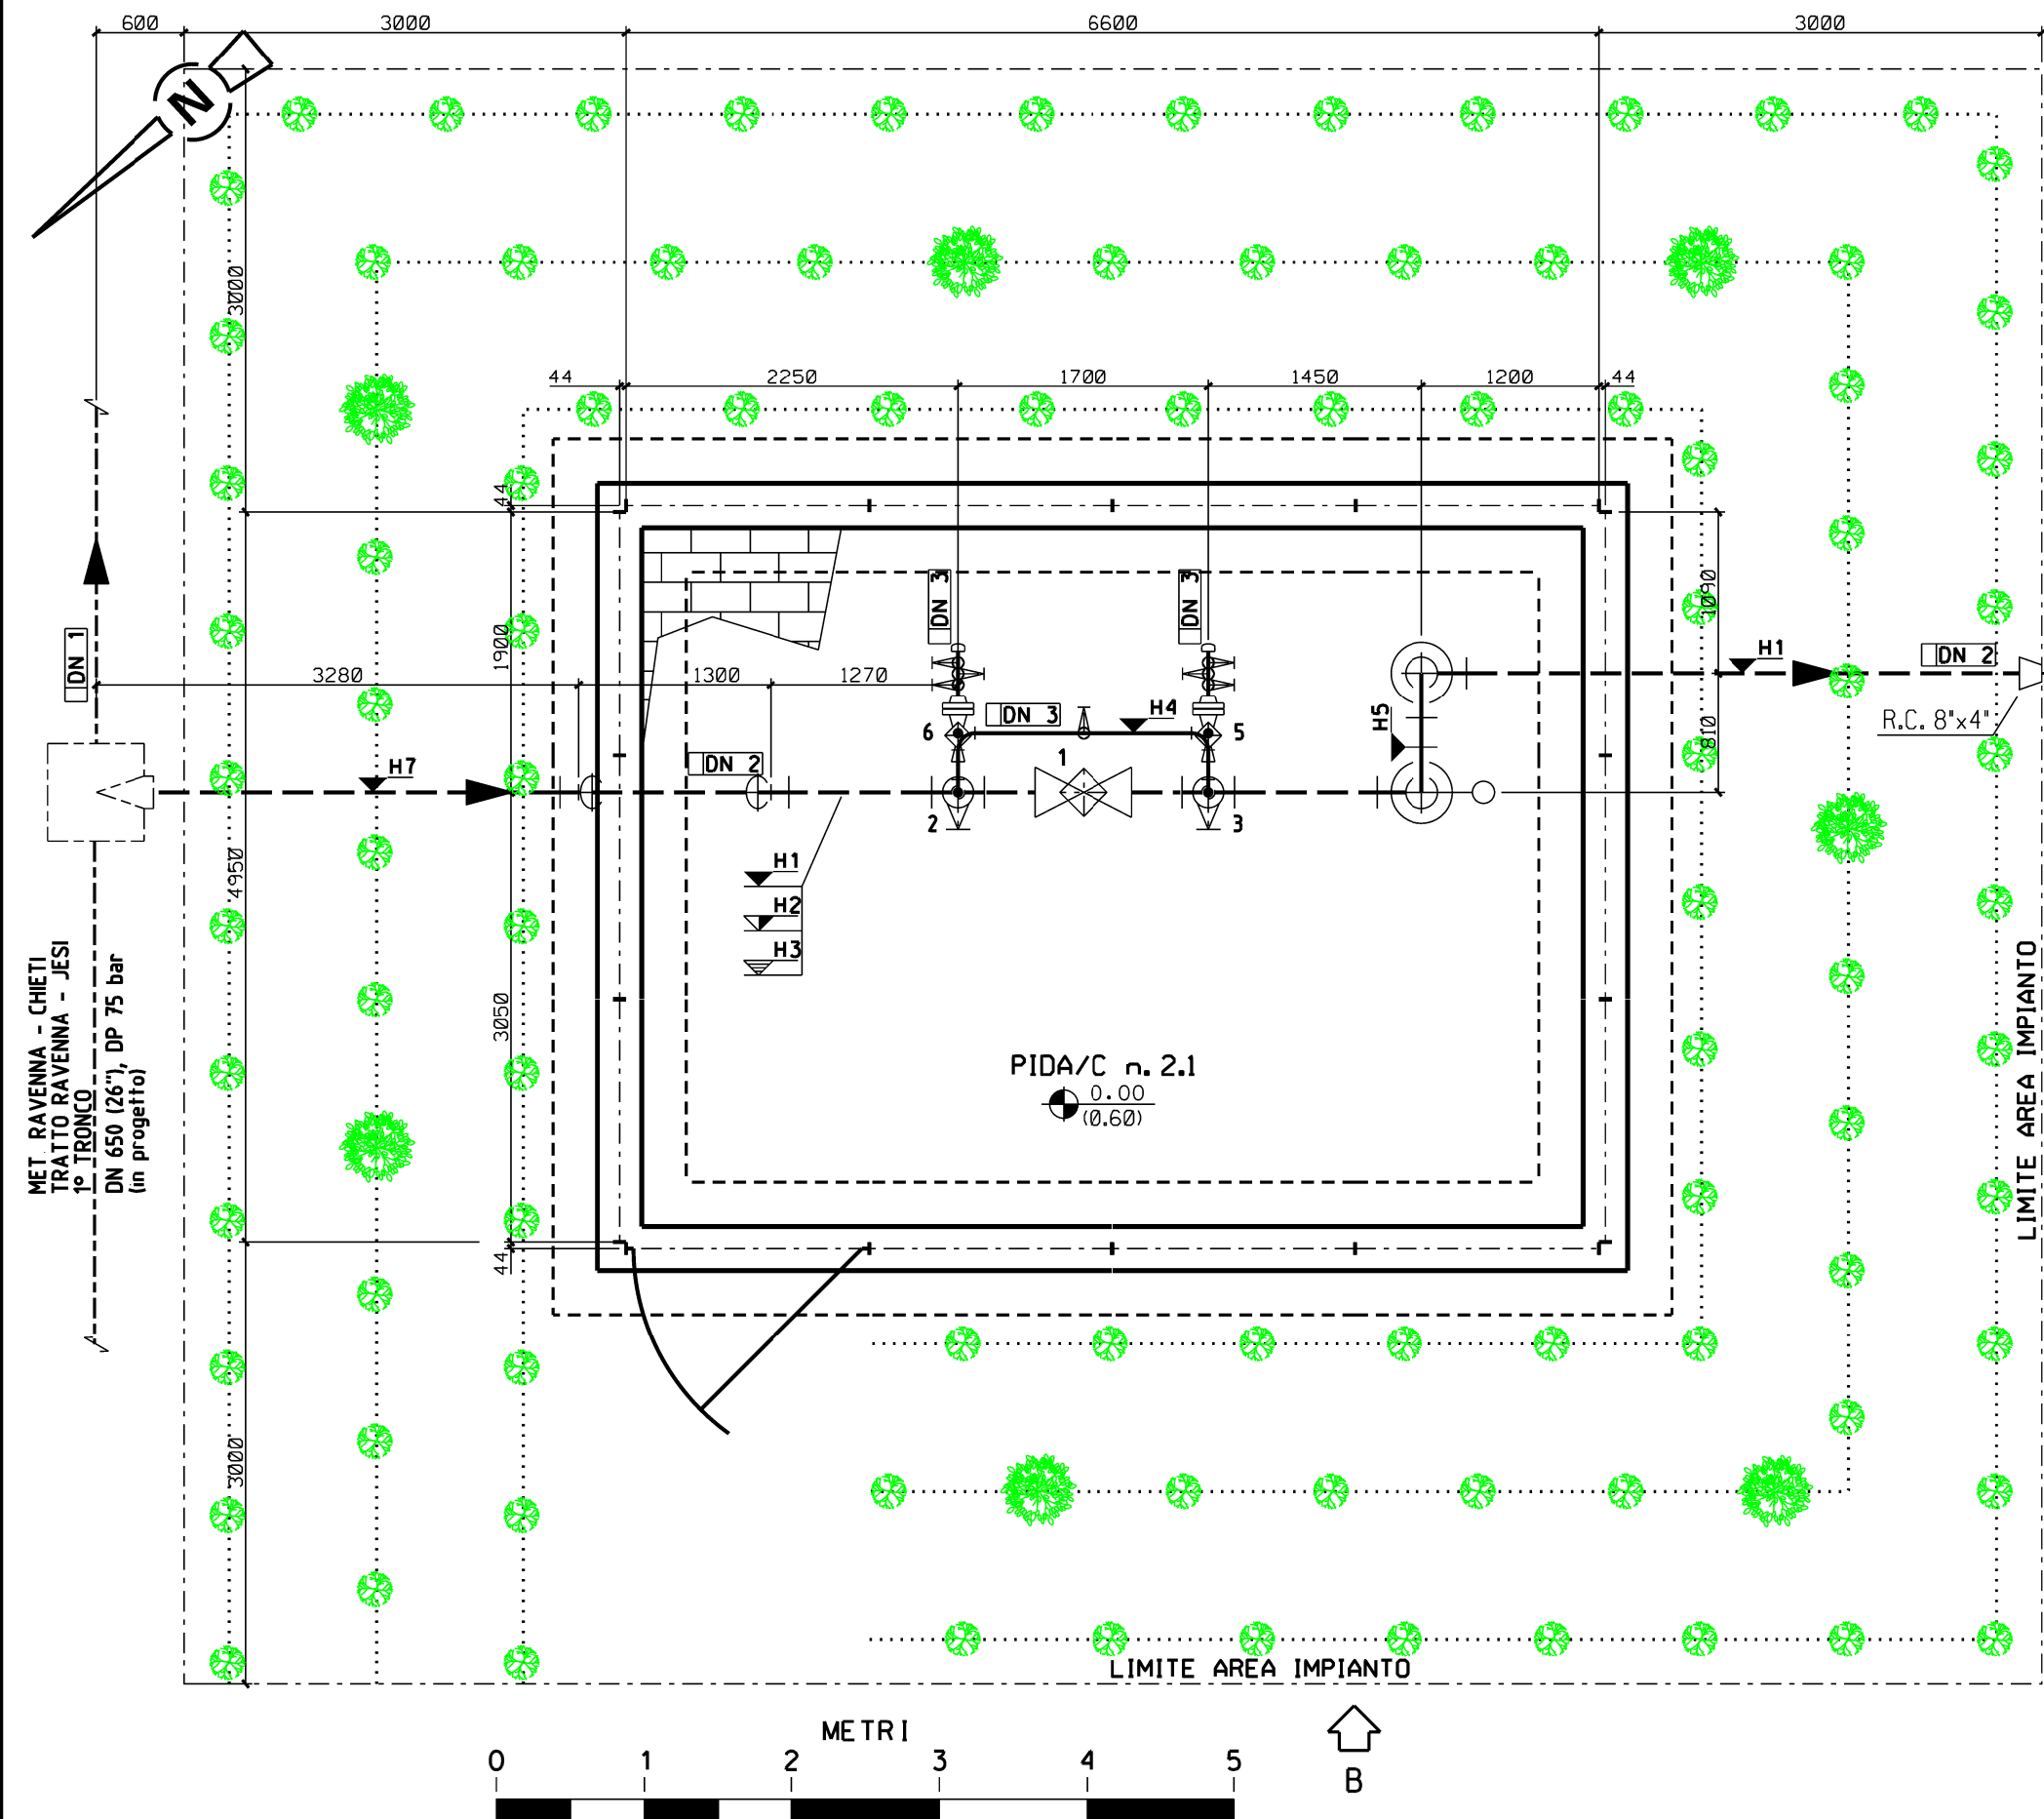 600
3000
6600
3000
N
3000
44
2250
1700
1450
1200
44
44
1900
1090
DN 3
DN 3
DN 1
3280
1300
1270
H1
DN 2
DN 3
H4
H5
R.C. 8"x4"
810
6
5
1
H7
DN 2
2
3
H1
H2
H3
4950
3050
MET. RAVENNA - CHIETI
TRATTO RAVENNA - JESI
1° TRONCO
DN 650 (26"), DP 75 bar
(in progetto)
PIDA/C n. 2.1
0.00
(0.60)
LIMITE AREA IMPIANTO
44
3000
LIMITE AREA IMPIANTO
METRI
0 1 2 3 4 5
B